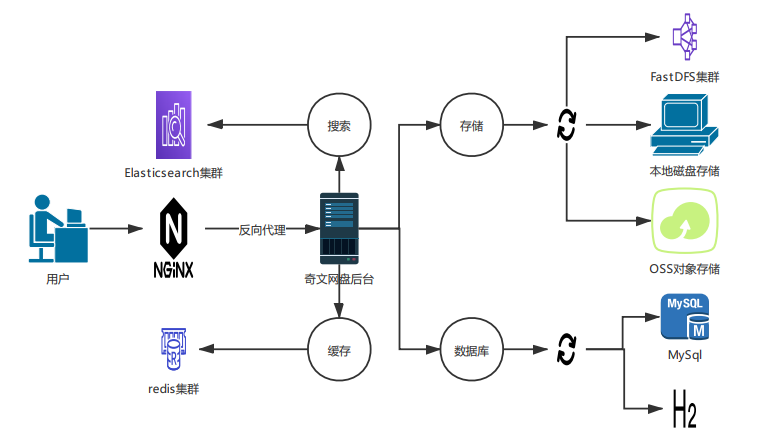 FastDFS集群
搜索
存储
本地磁盘存储
Elasticsearch集群
用户
NGiNX
反向代理
奇文网盘后台
OSS对象存储
MySQL
M
MySql
缓存
数据库
redis集群
H2